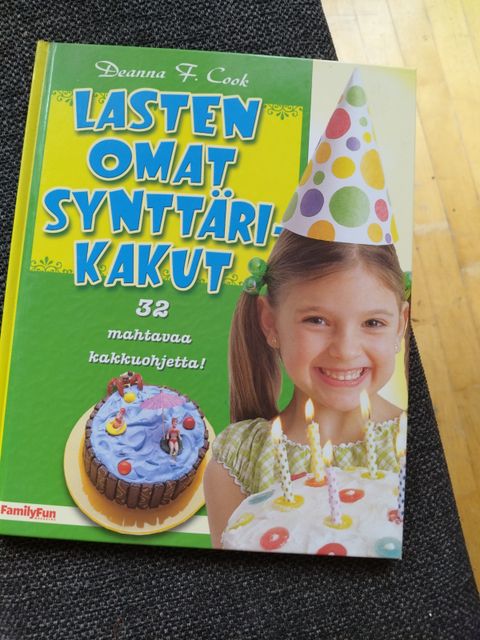 Deanna F. Cook
LASTEN
OMAT
SYNTTÄRI-
KAKUT
32
mahtavaa
kakkuohjetta!
FamilyFun